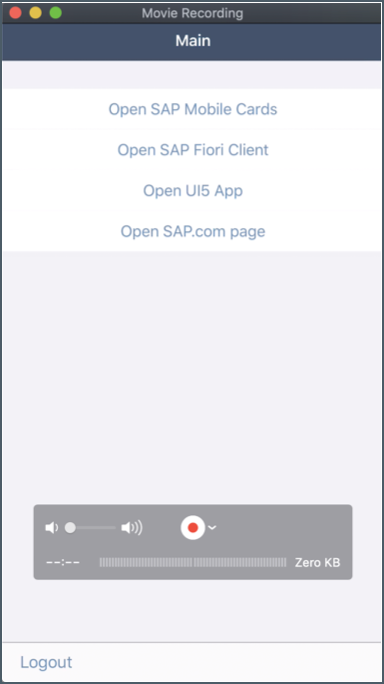 Movie Recording
Main
Open SAP Mobile Cards
Open SAP Fiori Client
Open UI5 App
Open SAP.com page
--:--
Zero KB
Logout